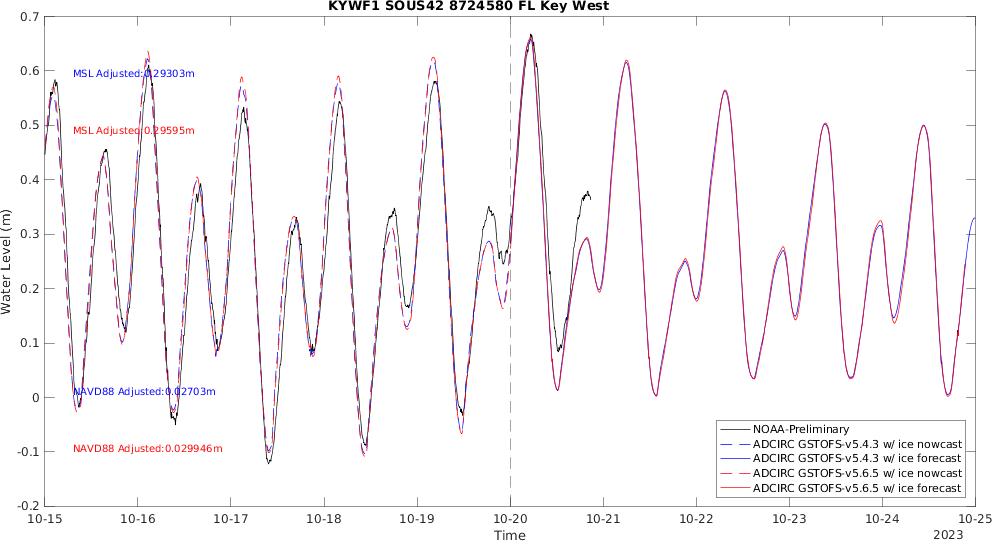 KYWF1 SOUS42 8724580 FL Key West
0.7
0.6
0.5
0.4
0.3
0.2
0.1
0
-0.1
-0.2
Water Level (m)
MSL Adjusted:0.29303m
MSL Adjusted:0.29595m
NAVD88 Adjusted:0.02703m
NAVD88 Adjusted:0.029946m
NOAA-Preliminary
ADCIRC GSTOFS-v5.4.3 w/ ice nowcast
ADCIRC GSTOFS-v5.4.3 w/ ice forecast
ADCIRC GSTOFS-v5.6.5 w/ ice nowcast
ADCIRC GSTOFS-v5.6.5 w/ ice forecast
10-15 10-16 10-17 10-18 10-19 10-20 10-21 10-22 10-23 10-24 10-25
Time
2023